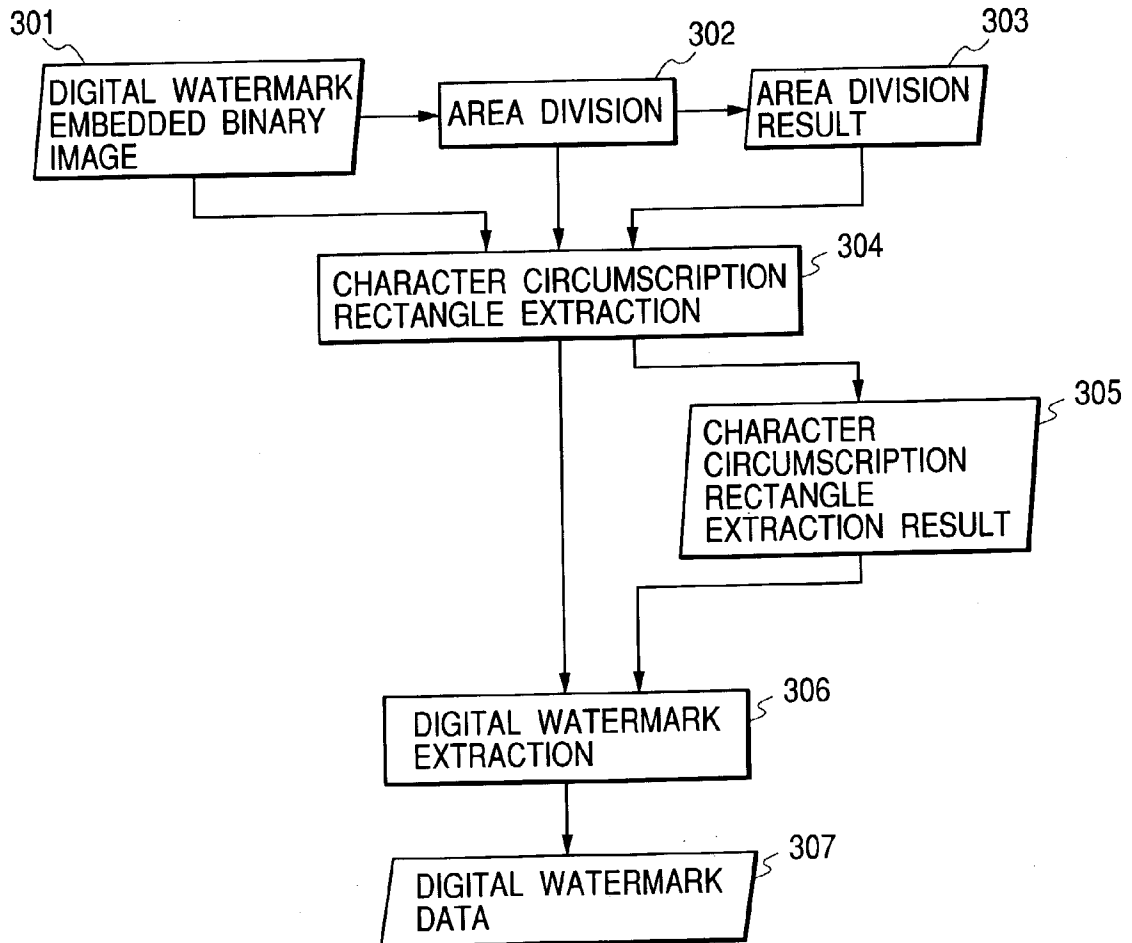 301
DIGITAL WATERMARK
EMBEDDED BINARY
IMAGE
302
AREA DIVISION
303
AREA DIVISION
RESULT
304
CHARACTER CIRCUMSCRIPTION
RECTANGLE EXTRACTION
305
CHARACTER
CIRCUMSCRIPTION
RECTANGLE
EXTRACTION RESULT
306
DIGITAL WATERMARK
EXTRACTION
307
DIGITAL WATERMARK
DATA